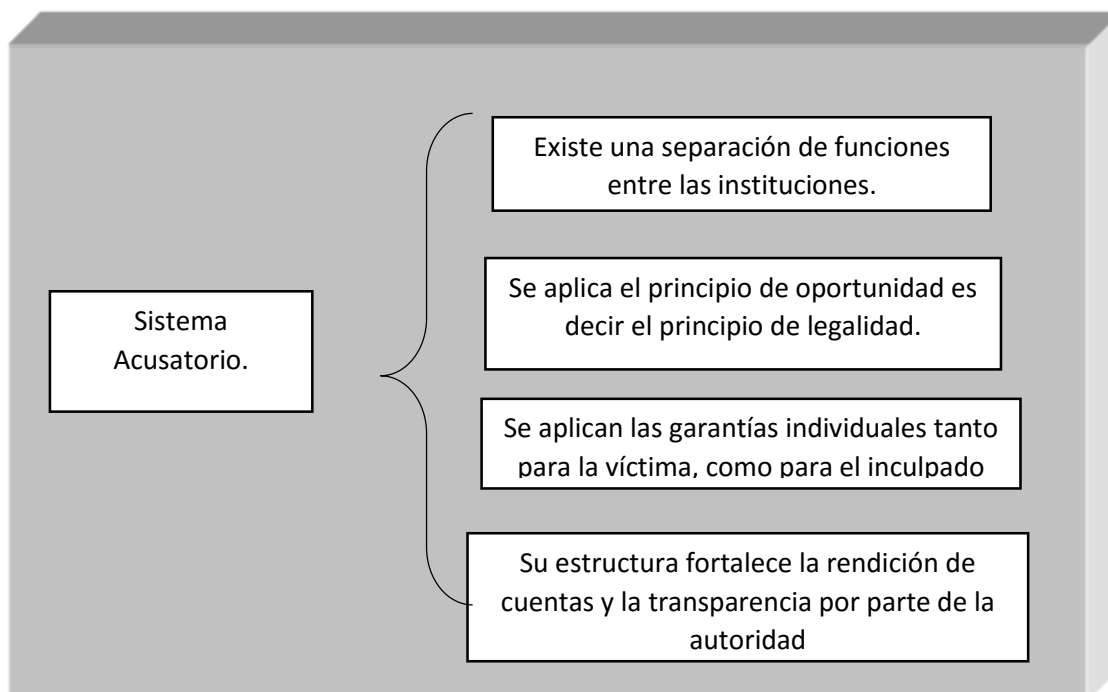 Existe una separación de funciones
entre las instituciones.
Se aplica el principio de oportunidad es
decir el principio de legalidad.
Sistema
Acusatorio.
Se aplican las garantías individuales tanto
para la víctima, como para el inculpado
Su estructura fortalece la rendición de
cuentas y la transparencia por parte de la
autoridad